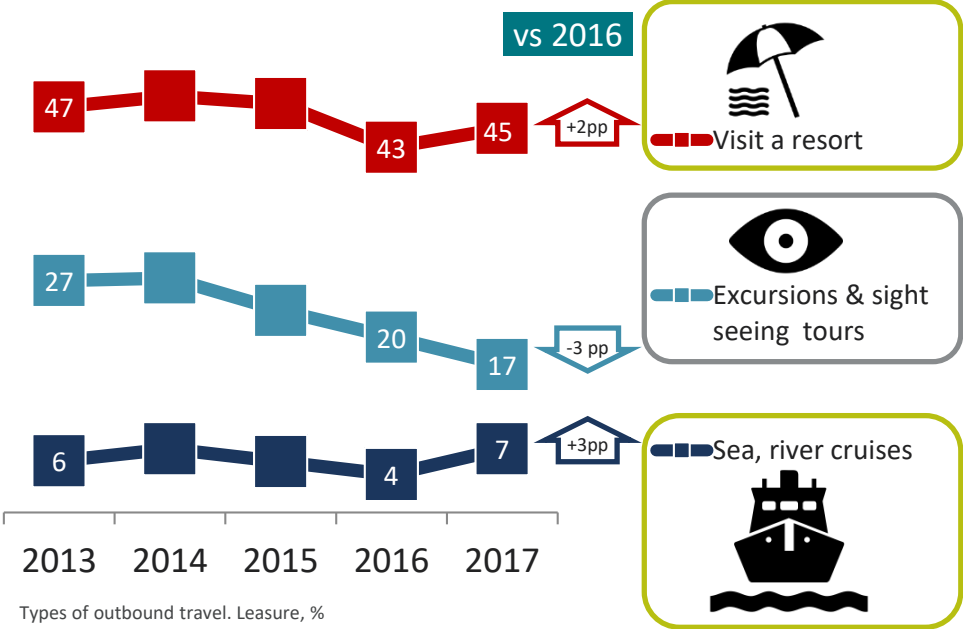 vs 2016
47
43
45
+2pp
Visit a resort
27
20
17
-3 pp
Excursions & sight
seeing tours
6
4
7
+3pp
Sea, river cruises
2013 2014 2015 2016 2017
Types of outbound travel. Leasure, %